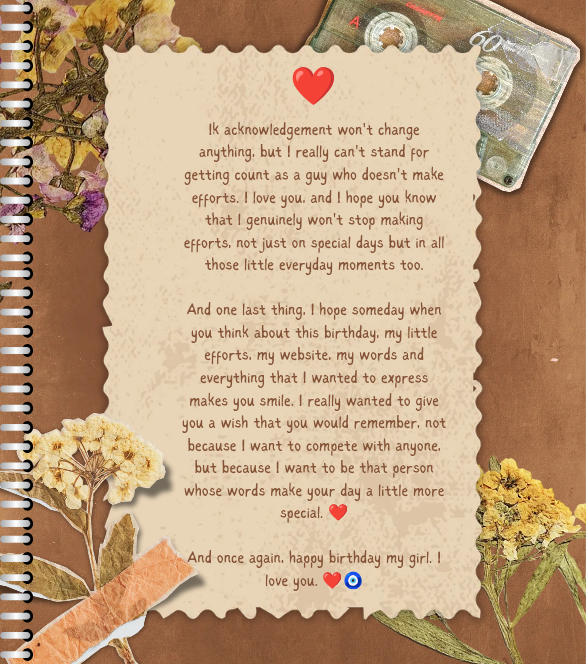 A
60
❤️
Ik acknowledgement won't change
anything, but I really can't stand for
getting count as a guy who doesn't make
efforts. I love you, and I hope you know
that I genuinely won't stop making
efforts, not just on special days but in all
those little everyday moments too.
And one last thing, I hope someday when
you think about this birthday, my little
efforts, my website, my words and
everything that I wanted to express
makes you smile. I really wanted to give
you a wish that you would remember, not
because I want to compete with anyone,
but because I want to be that person
whose words make your day a little more
special. ❤️
And once again, happy birthday my girl. I
love you. ❤️🧿